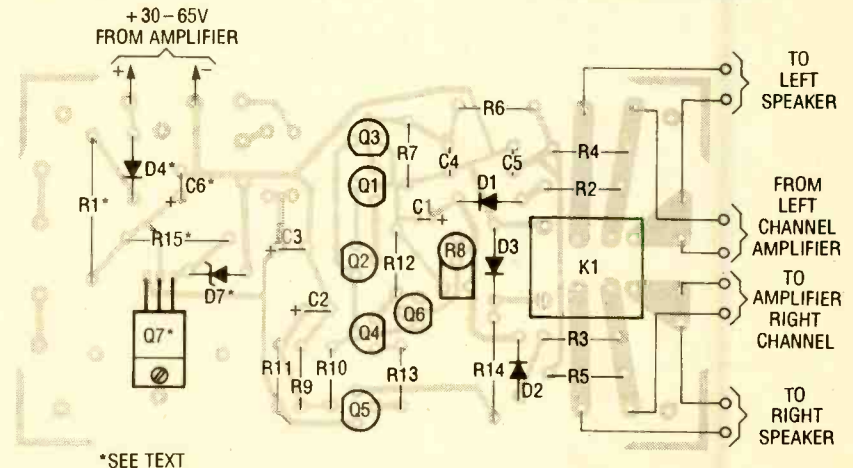 +30–65V
FROM AMPLIFIER
+ –
TO
LEFT
SPEAKER
R6
Q3
R7
C4
C5
R4
D4*
C6*
+
Q1
D1
R2
R1*
C1
+
FROM
LEFT
CHANNEL
AMPLIFIER
R15*
C3
+
Q2
R12
R8
D3
K1
D7*
C2
+
Q6
TO
AMPLIFIER
RIGHT
CHANNEL
Q7*
Q4
R3
R11
R9
R10
R13
R14
D2
R5
Q5
TO
RIGHT
SPEAKER
*SEE TEXT